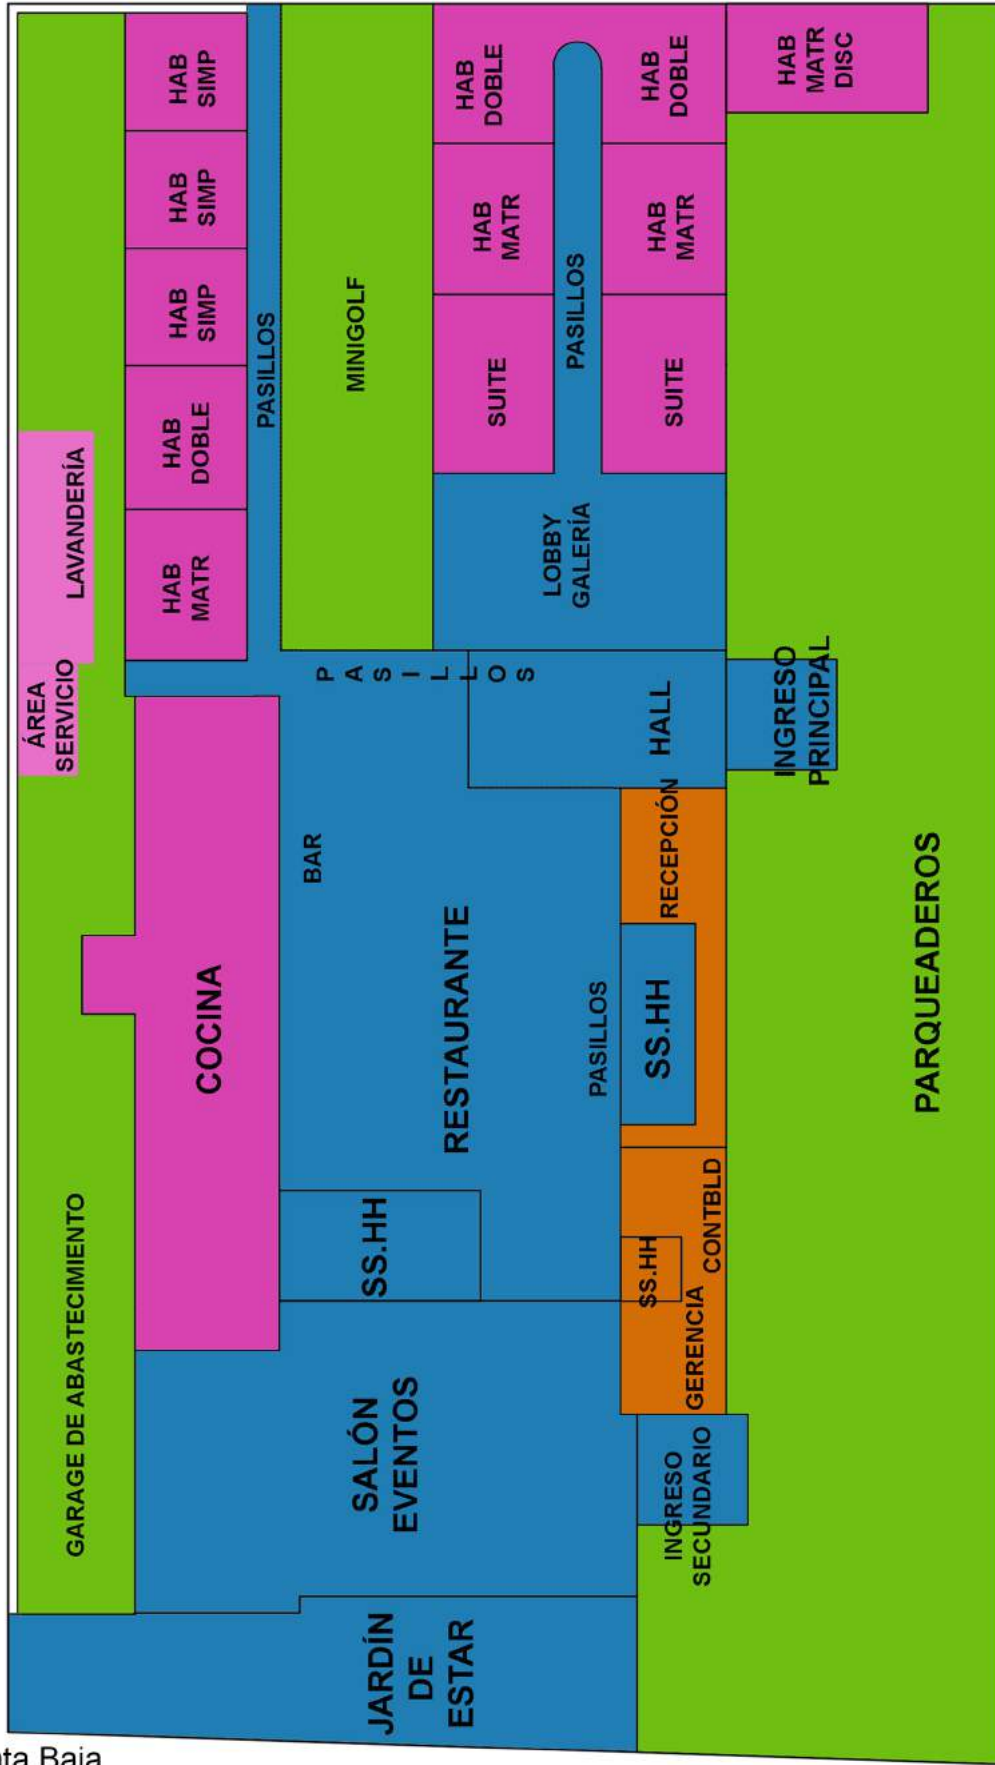 HAB
SIMP
HAB
SIMP
HAB
SIMP
HAB
DOBLE
HAB
MATR
PASILLOS
MINIGOLF
HAB
DOBLE
HAB
DOBLE
HAB
MATR
DISC
HAB
MATR
HAB
MATR
PASILLOS
SUITE
SUITE
LAVANDERÍA
LOBBY
GALERÍA
ÁREA
SERVICIO
PASILLOS
HALL
INGRESO
PRINCIPAL
BAR
RECEPCIÓN
COCINA
RESTAURANTE
PASILLOS
SS.HH
PARQUEADEROS
GARAGE DE ABASTECIMIENTO
SS.HH
SS.HH
CONTBLD
GERENCIA
SALÓN
EVENTOS
INGRESO
SECUNDARIO
JARDÍN
DE
ESTAR
Baja